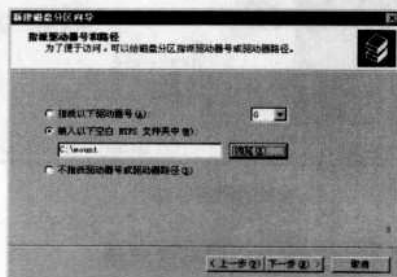 新建磁盘分区向导
指派驱动器号和路径
为了便于访问，可以给磁盘分区指派驱动器号或驱动器路径。
指派以下驱动器号(A): G
装入以下空白 NTFS 文件夹中(M):
C:\mount
浏览(R)
不指派驱动器号或驱动器路径(D)
<上一步(B) 下一步(N)> 取消